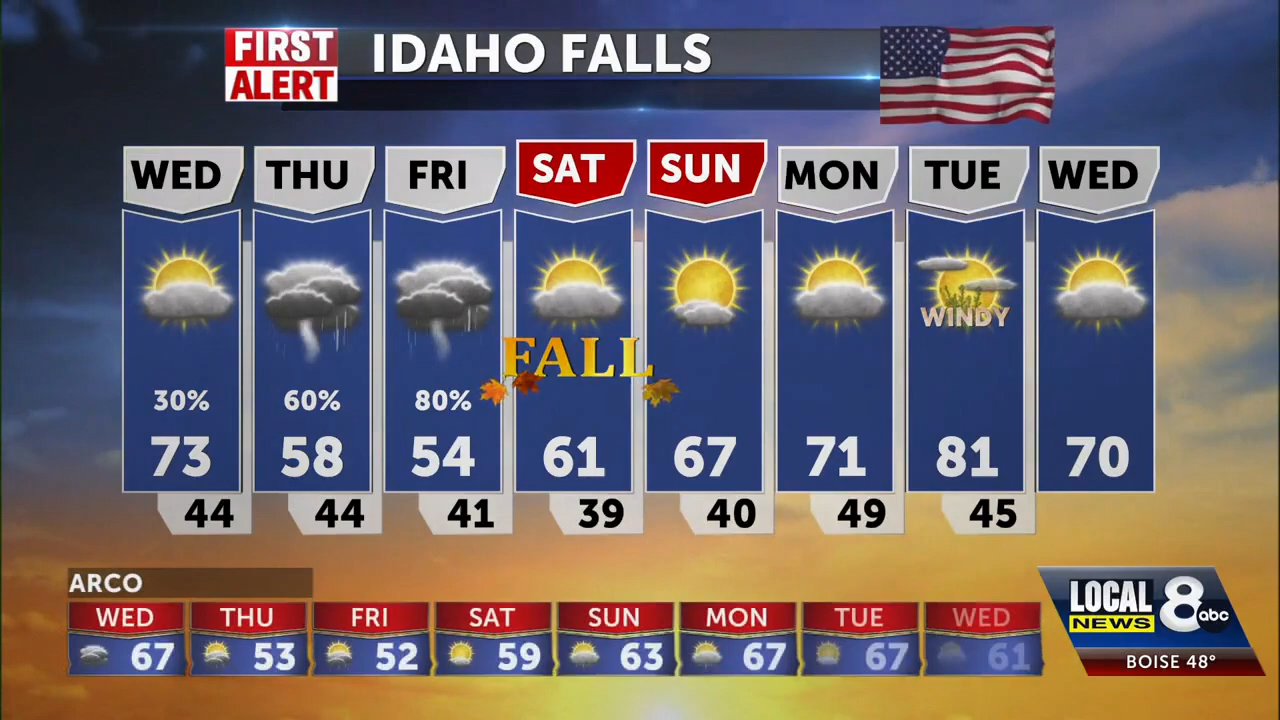 FIRST ALERT
IDAHO FALLS
WED THU FRI SAT SUN MON TUE WED
WINDY
FALL
30% 60% 80%
73 58 54 61 67 71 81 70
44 44 41 39 40 49 45
ARCO
WED THU FRI SAT SUN MON TUE WED
67 53 52 59 63 67 67 61
LOCAL 8 abc
NEWS
BOISE 48°